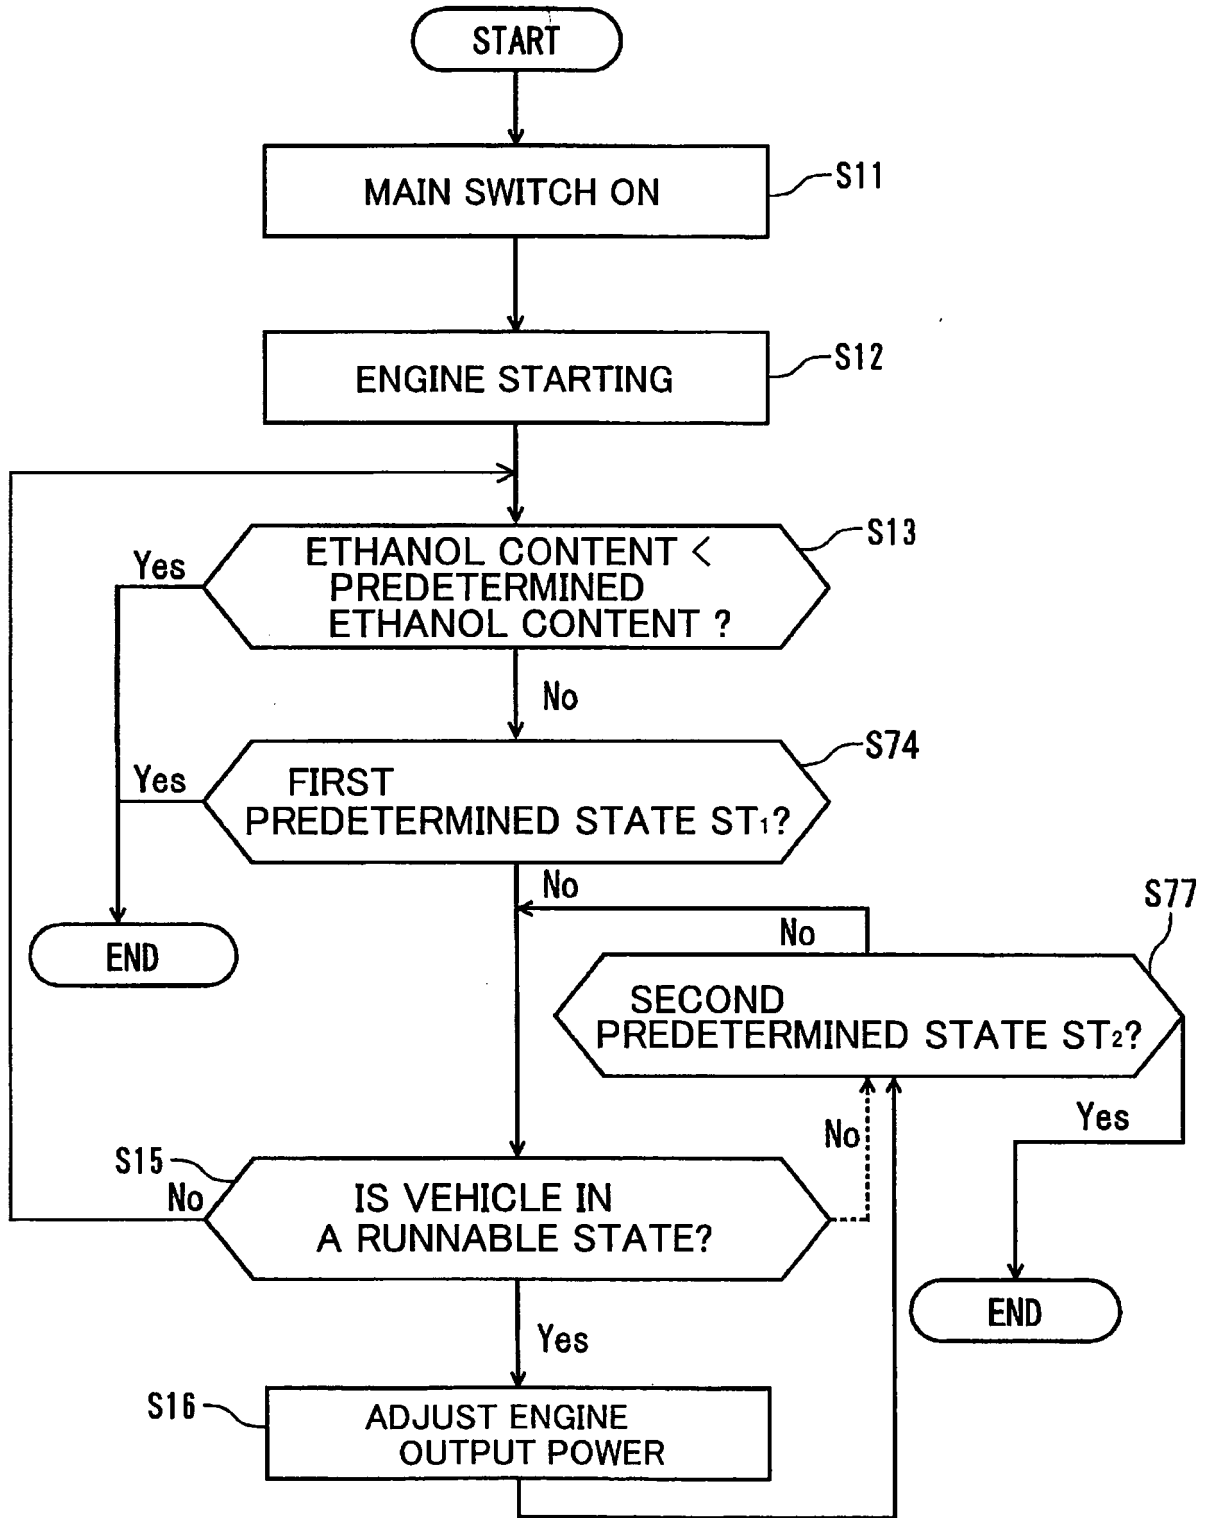 START
MAIN SWITCH ON
S11
ENGINE STARTING
S12
S13
ETHANOL CONTENT <
PREDETERMINED
ETHANOL CONTENT ?
Yes
No
S74
Yes
FIRST
PREDETERMINED STATE ST₁?
No
S77
No
END
SECOND
PREDETERMINED STATE ST₂?
Yes
No
S15
No
IS VEHICLE IN
A RUNNABLE STATE?
END
Yes
S16
ADJUST ENGINE
OUTPUT POWER